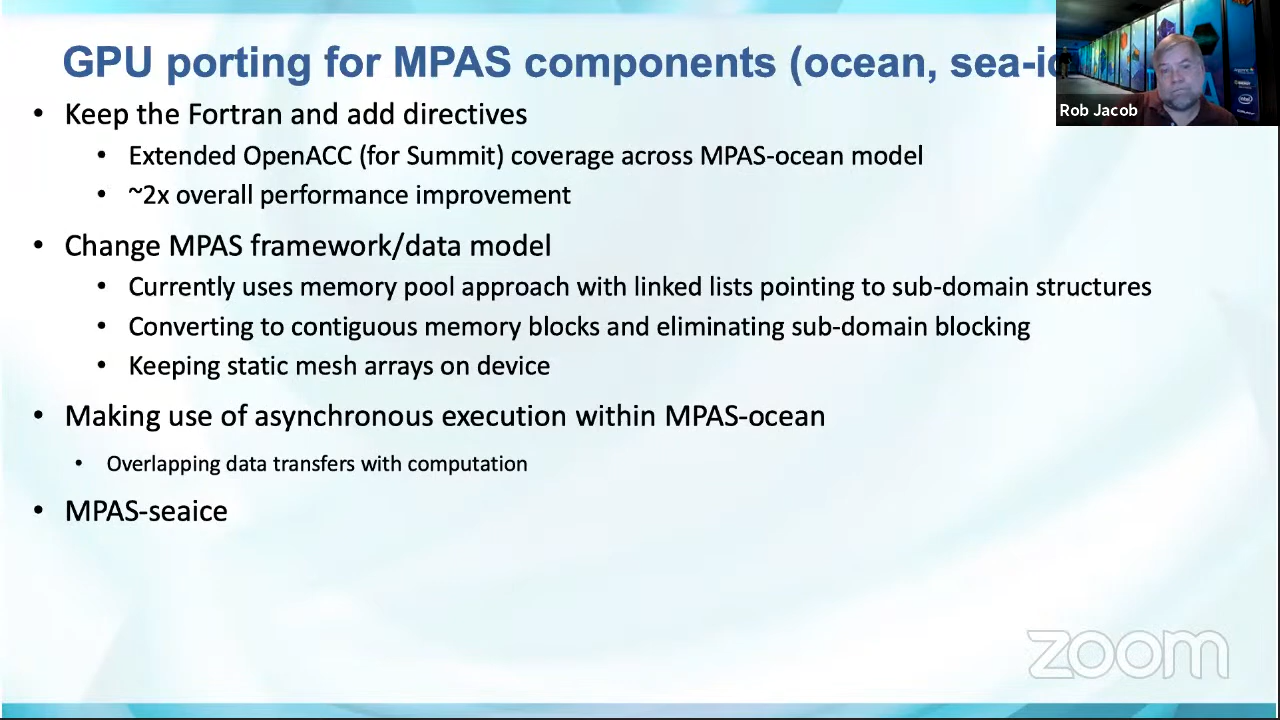 GPU porting for MPAS components (ocean, sea-ic
Rob Jacob
• Keep the Fortran and add directives
• Extended OpenACC (for Summit) coverage across MPAS-ocean model
• ~2x overall performance improvement
• Change MPAS framework/data model
• Currently uses memory pool approach with linked lists pointing to sub-domain structures
• Converting to contiguous memory blocks and eliminating sub-domain blocking
• Keeping static mesh arrays on device
• Making use of asynchronous execution within MPAS-ocean
• Overlapping data transfers with computation
• MPAS-seaice
zoom